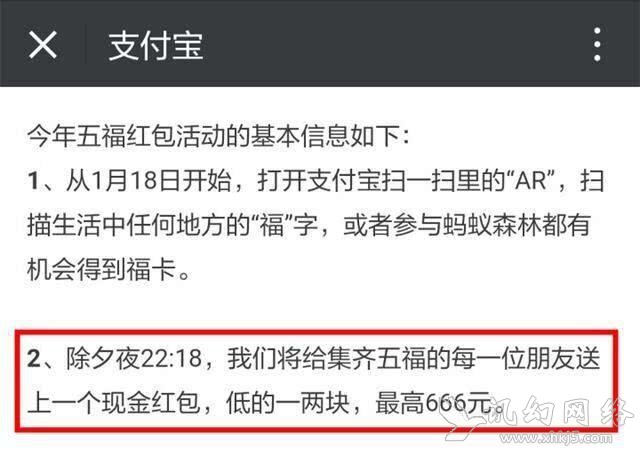 支付宝
今年五福红包活动的基本信息如下：
1、从1月18日开始，打开支付宝扫一扫里的“AR”，扫
描生活中任何地方的“福”字，或者参与蚂蚁森林都有
机会得到福卡。
2、除夕夜22:18，我们将给集齐五福的每一位朋友送
上一个现金红包，低的一两块，最高666元。
讯幻网络
www.xhkj5.com